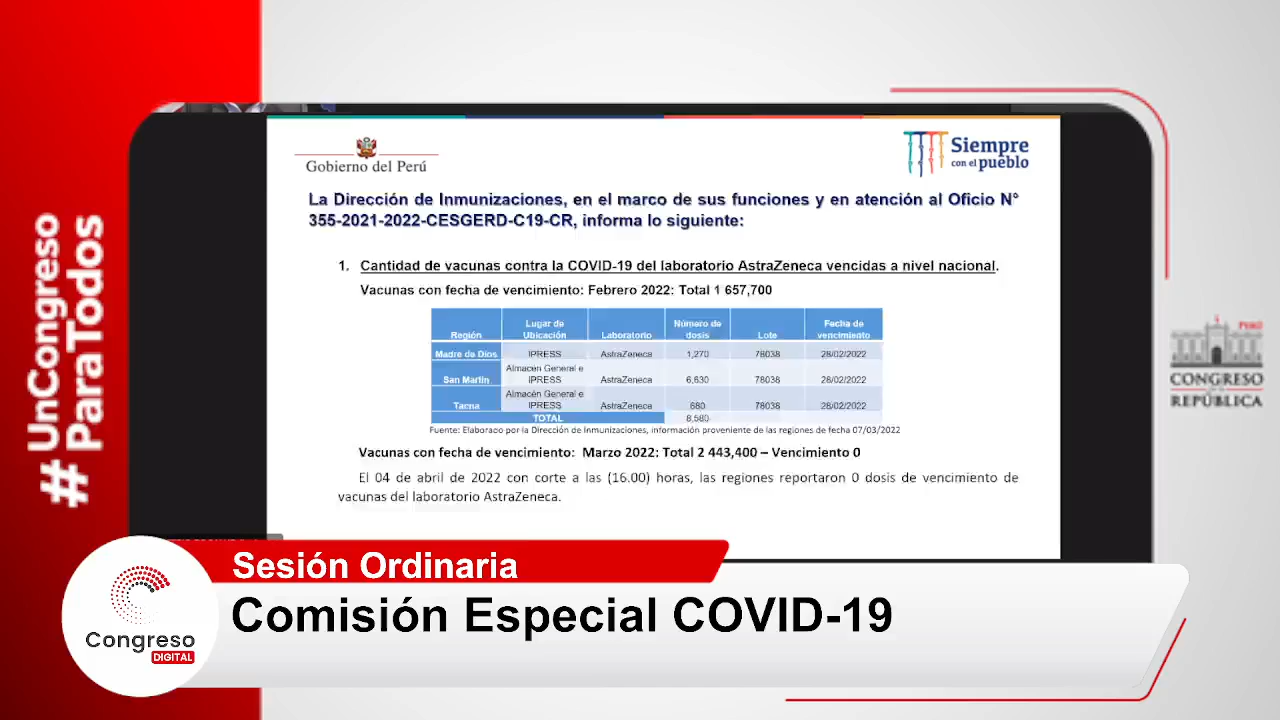 #UnCongreso
ParaTodos
Gobierno del Perú
Siempre
con el pueblo
La Dirección de Inmunizaciones, en el marco de sus funciones y en atención al Oficio N°
355-2021-2022-CESGERD-C19-CR, informa lo siguiente:
1. Cantidad de vacunas contra la COVID-19 del laboratorio AstraZeneca vencidas a nivel nacional.
Vacunas con fecha de vencimiento: Febrero 2022: Total 1 657,700
Región Lugar de Ubicación Laboratorio Número de dosis Lote Fecha de vencimiento
Madre de Dios IPRESS AstraZeneca 1,270 78038 28/02/2022
San Martin Almacén General e IPRESS AstraZeneca 6,630 78038 28/02/2022
Tacna Almacén General e IPRESS AstraZeneca 680 78038 28/02/2022
TOTAL 8,580
Fuente: Elaborado por la Dirección de Inmunizaciones, información proveniente de las regiones de fecha 07/03/2022
Vacunas con fecha de vencimiento: Marzo 2022: Total 2 443,400 – Vencimiento 0
El 04 de abril de 2022 con corte a las (16.00) horas, las regiones reportaron 0 dosis de vencimiento de
vacunas del laboratorio AstraZeneca.
PERÚ
CONGRESO
REPÚBLICA
Sesión Ordinaria
Comisión Especial COVID-19
Congreso
DIGITAL